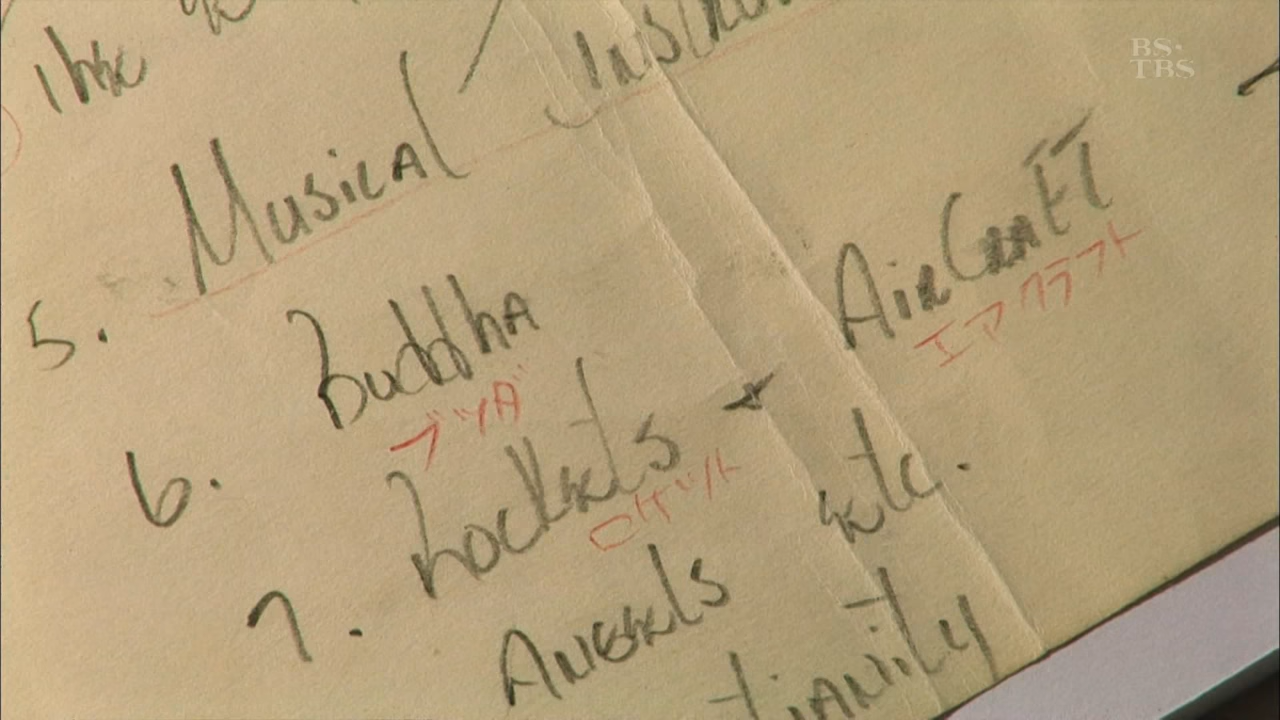 BS-TBS
the
Musical
5. Buddha
ブッダ
6. Rockets + AirCraft
ロケット エアクラフト
7. Angels etc.